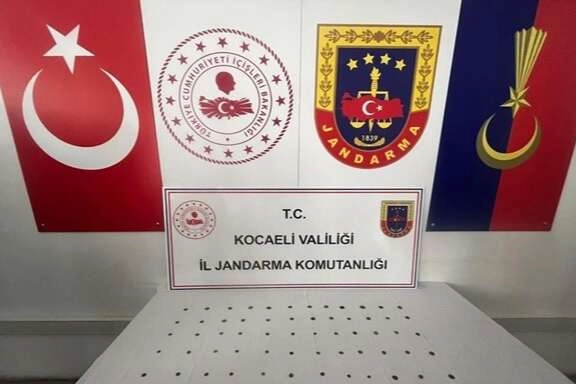 TÜRKİYE CUMHURİYETİ İÇİŞLERİ BAKANLIĞI
1839
JANDARMA
T.C.
KOCAELİ VALİLİĞİ
İL JANDARMA KOMUTANLIĞI